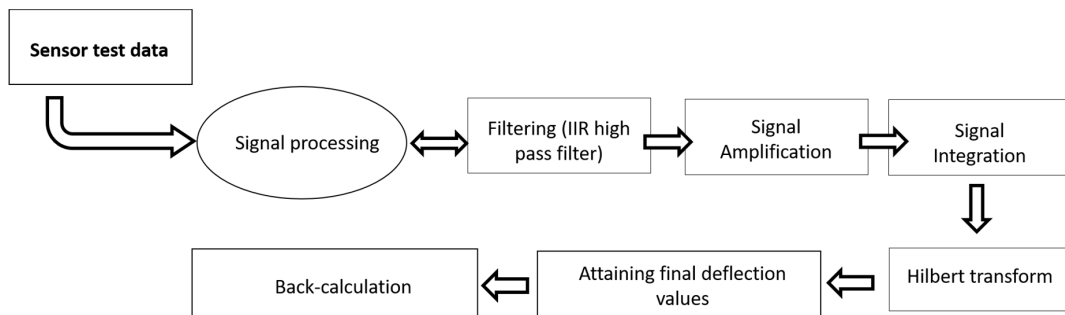 Sensor test data
Signal processing
Filtering (IIR high
pass filter)
Signal
Amplification
Signal
Integration
Hilbert transform
Attaining final deflection
values
Back-calculation